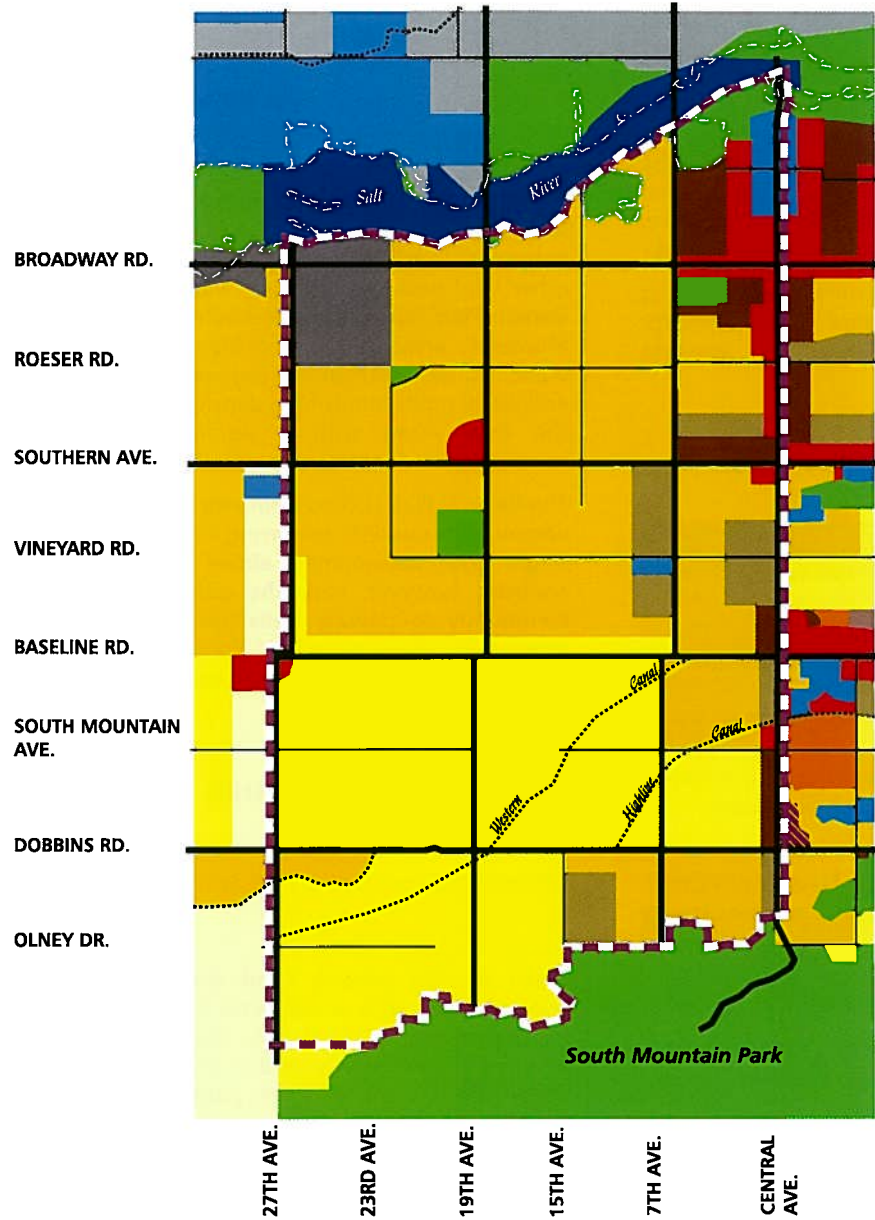 Salt
River
BROADWAY RD.
ROESER RD.
SOUTHERN AVE.
VINEYARD RD.
BASELINE RD.
Canal
SOUTH MOUNTAIN
AVE.
Canal
Western
Highline
DOBBINS RD.
OLNEY DR.
South Mountain Park
27TH AVE.
23RD AVE.
19TH AVE.
15TH AVE.
7TH AVE.
CENTRAL
AVE.